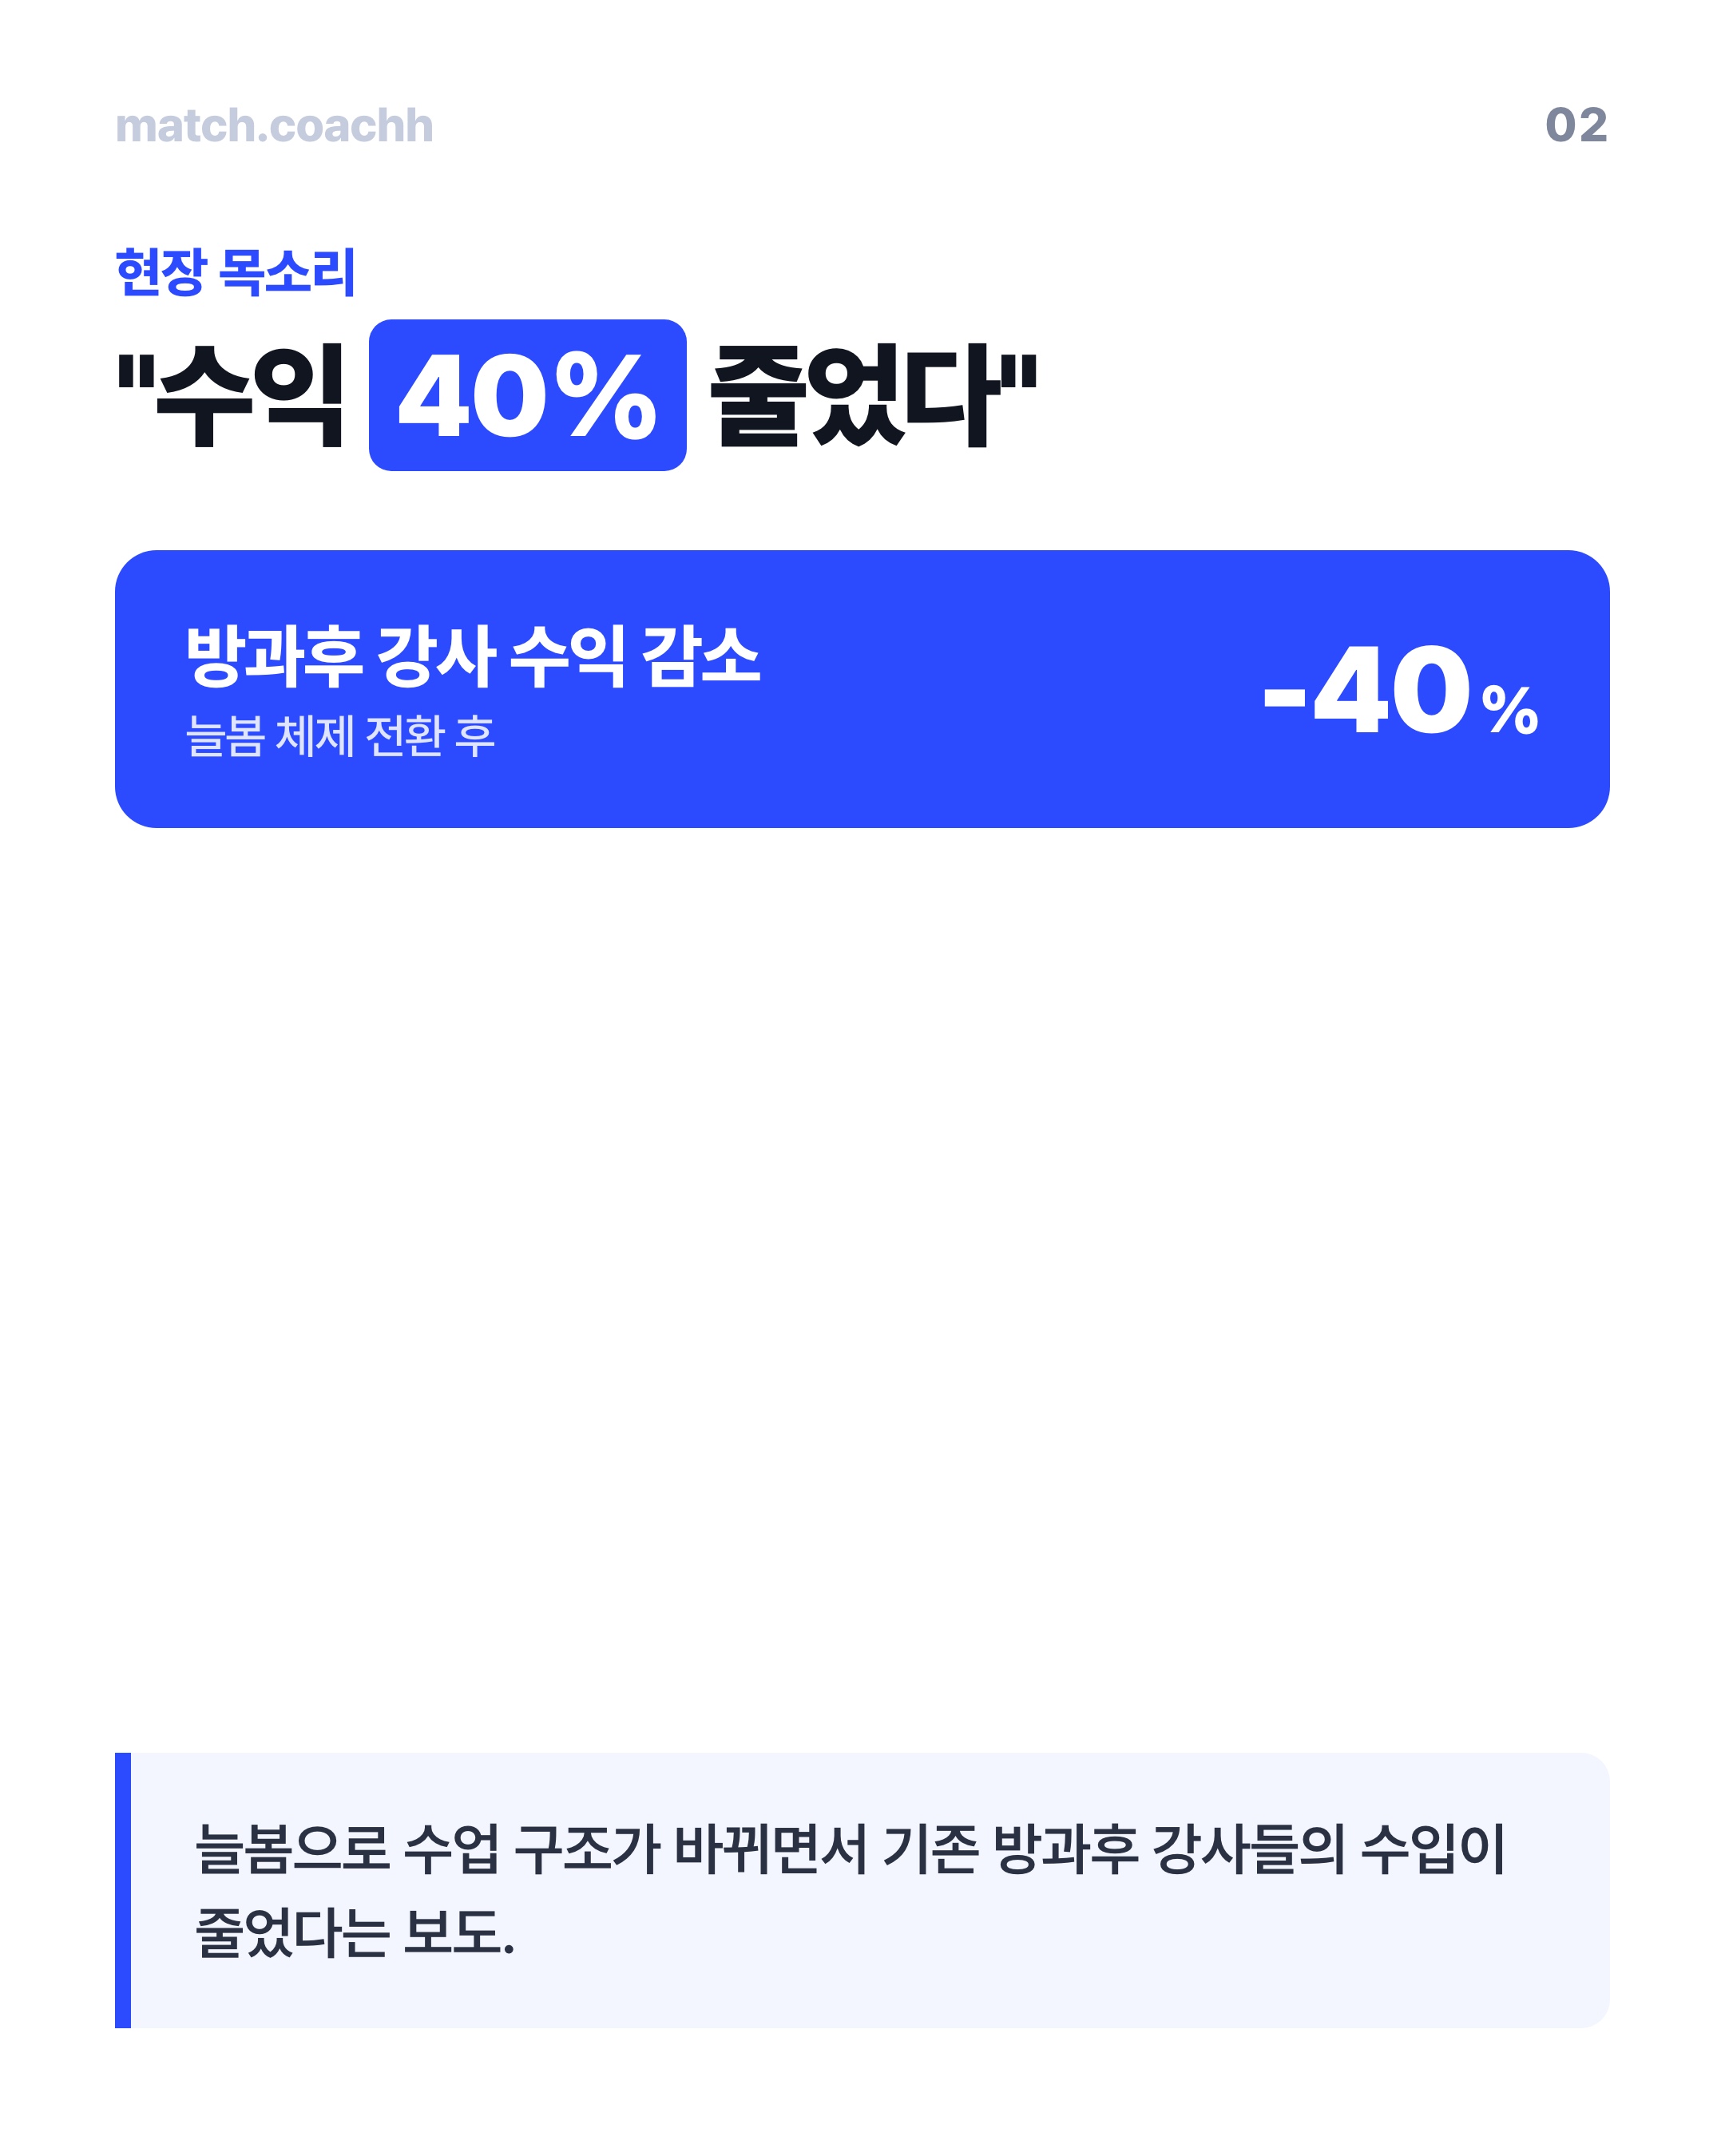 match.coachh
02
현장 목소리
"수익 40% 줄었다"
방과후 강사 수익 감소
늘봄 체제 전환 후
-40%
늘봄으로 수업 구조가 바뀌면서 기존 방과후 강사들의 수입이
줄었다는 보도.